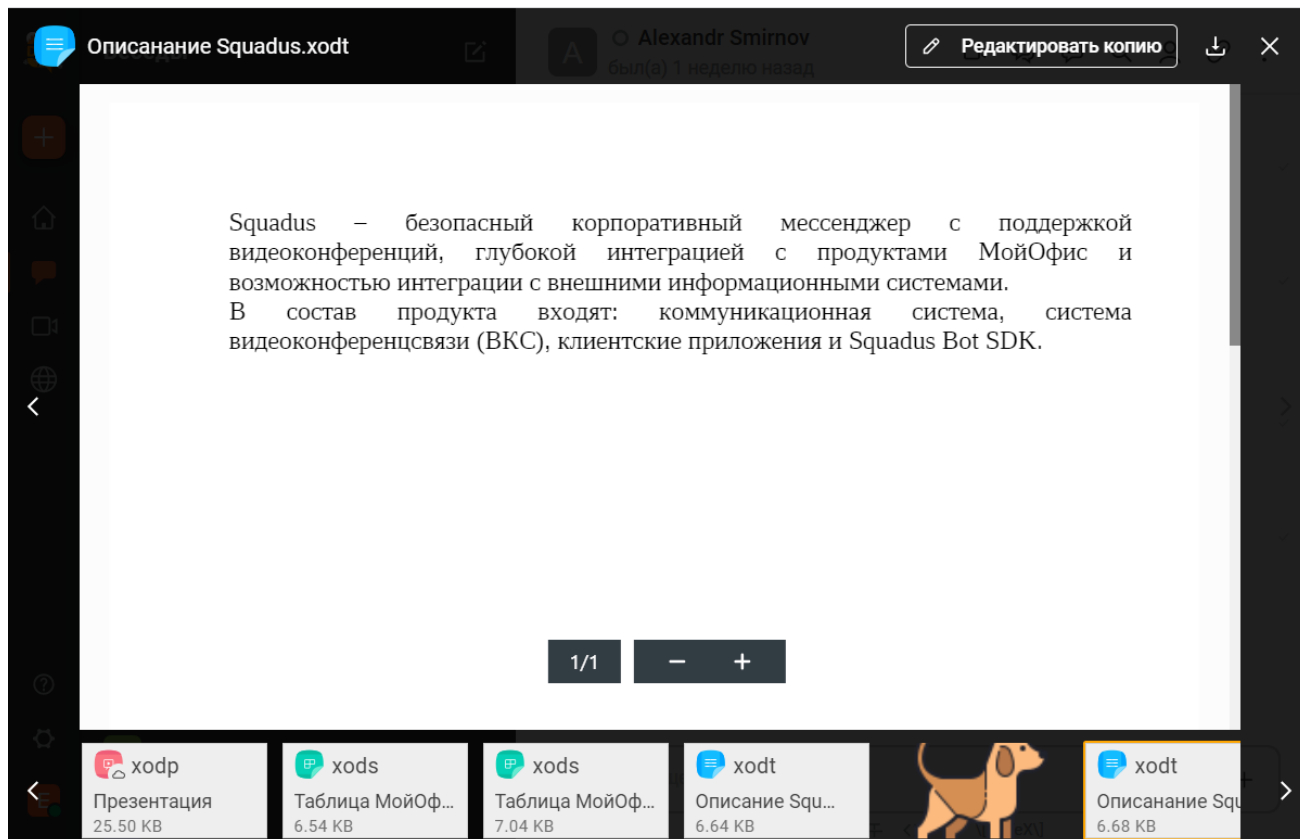 Описанание Squadus.xodt
Alexandr Smirnov
был(а) 1 неделю назад
Редактировать копию
Squadus – безопасный корпоративный мессенджер с поддержкой
видеоконференций, глубокой интеграцией с продуктами МойОфис и
возможностью интеграции с внешними информационными системами.
В состав продукта входят: коммуникационная система, система
видеоконференцсвязи (ВКС), клиентские приложения и Squadus Bot SDK.
1/1
xodp
Презентация
25.50 KB
xods
Таблица МойОф...
6.54 KB
xods
Таблица МойОф...
7.04 KB
xodt
Описание Squ...
6.64 KB
xodt
Описанание Squ
6.68 KB